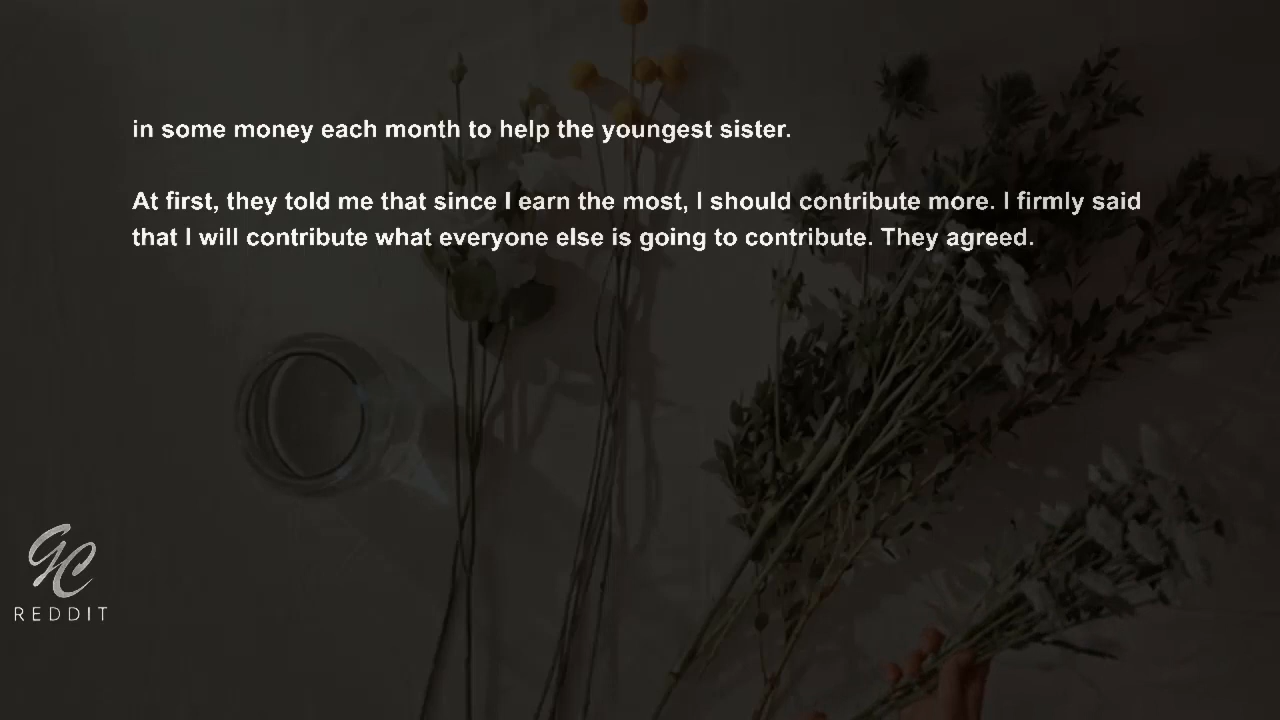 in some money each month to help the youngest sister.
At first, they told me that since I earn the most, I should contribute more. I firmly said
that I will contribute what everyone else is going to contribute. They agreed.
GC
REDDIT